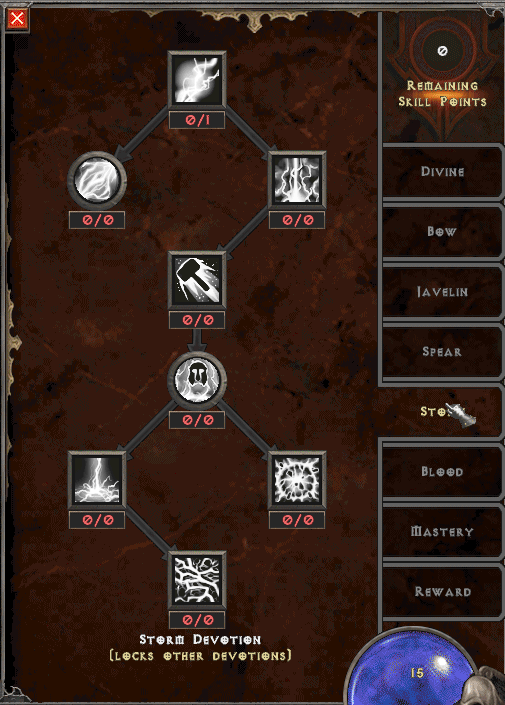 0
Remaining
Skill Points
0/1
0/0
0/0
0/0
0/0
0/0
0/0
0/0
Storm Devotion
(locks other devotions)
Divine
Bow
Javelin
Spear
Blood
Mastery
Reward
15